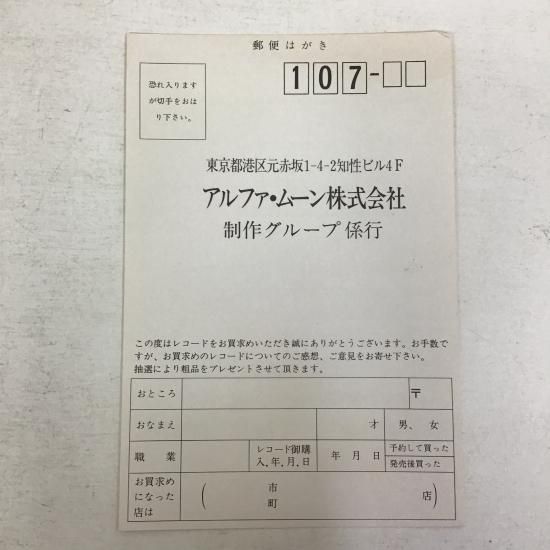 郵便はがき
107-□□
恐れ入ります
が切手をおは
り下さい。
東京都港区元赤坂1-4-2知性ビル4F
アルファ・ムーン株式会社
制作グループ係行
この度はレコードをお買求めいただき誠にありがとうございます。お手数で
すが、お買求めのレコードについてのご感想、ご意見をお寄せ下さい。
抽選により粗品をプレゼントさせて頂きます。
おところ 〒
おなまえ 才 男、女
職業 レコード御購入.年.月.日 年 月 日 予約して買った
発売後買った
お買求め
になった
店は
( 市
町 店)